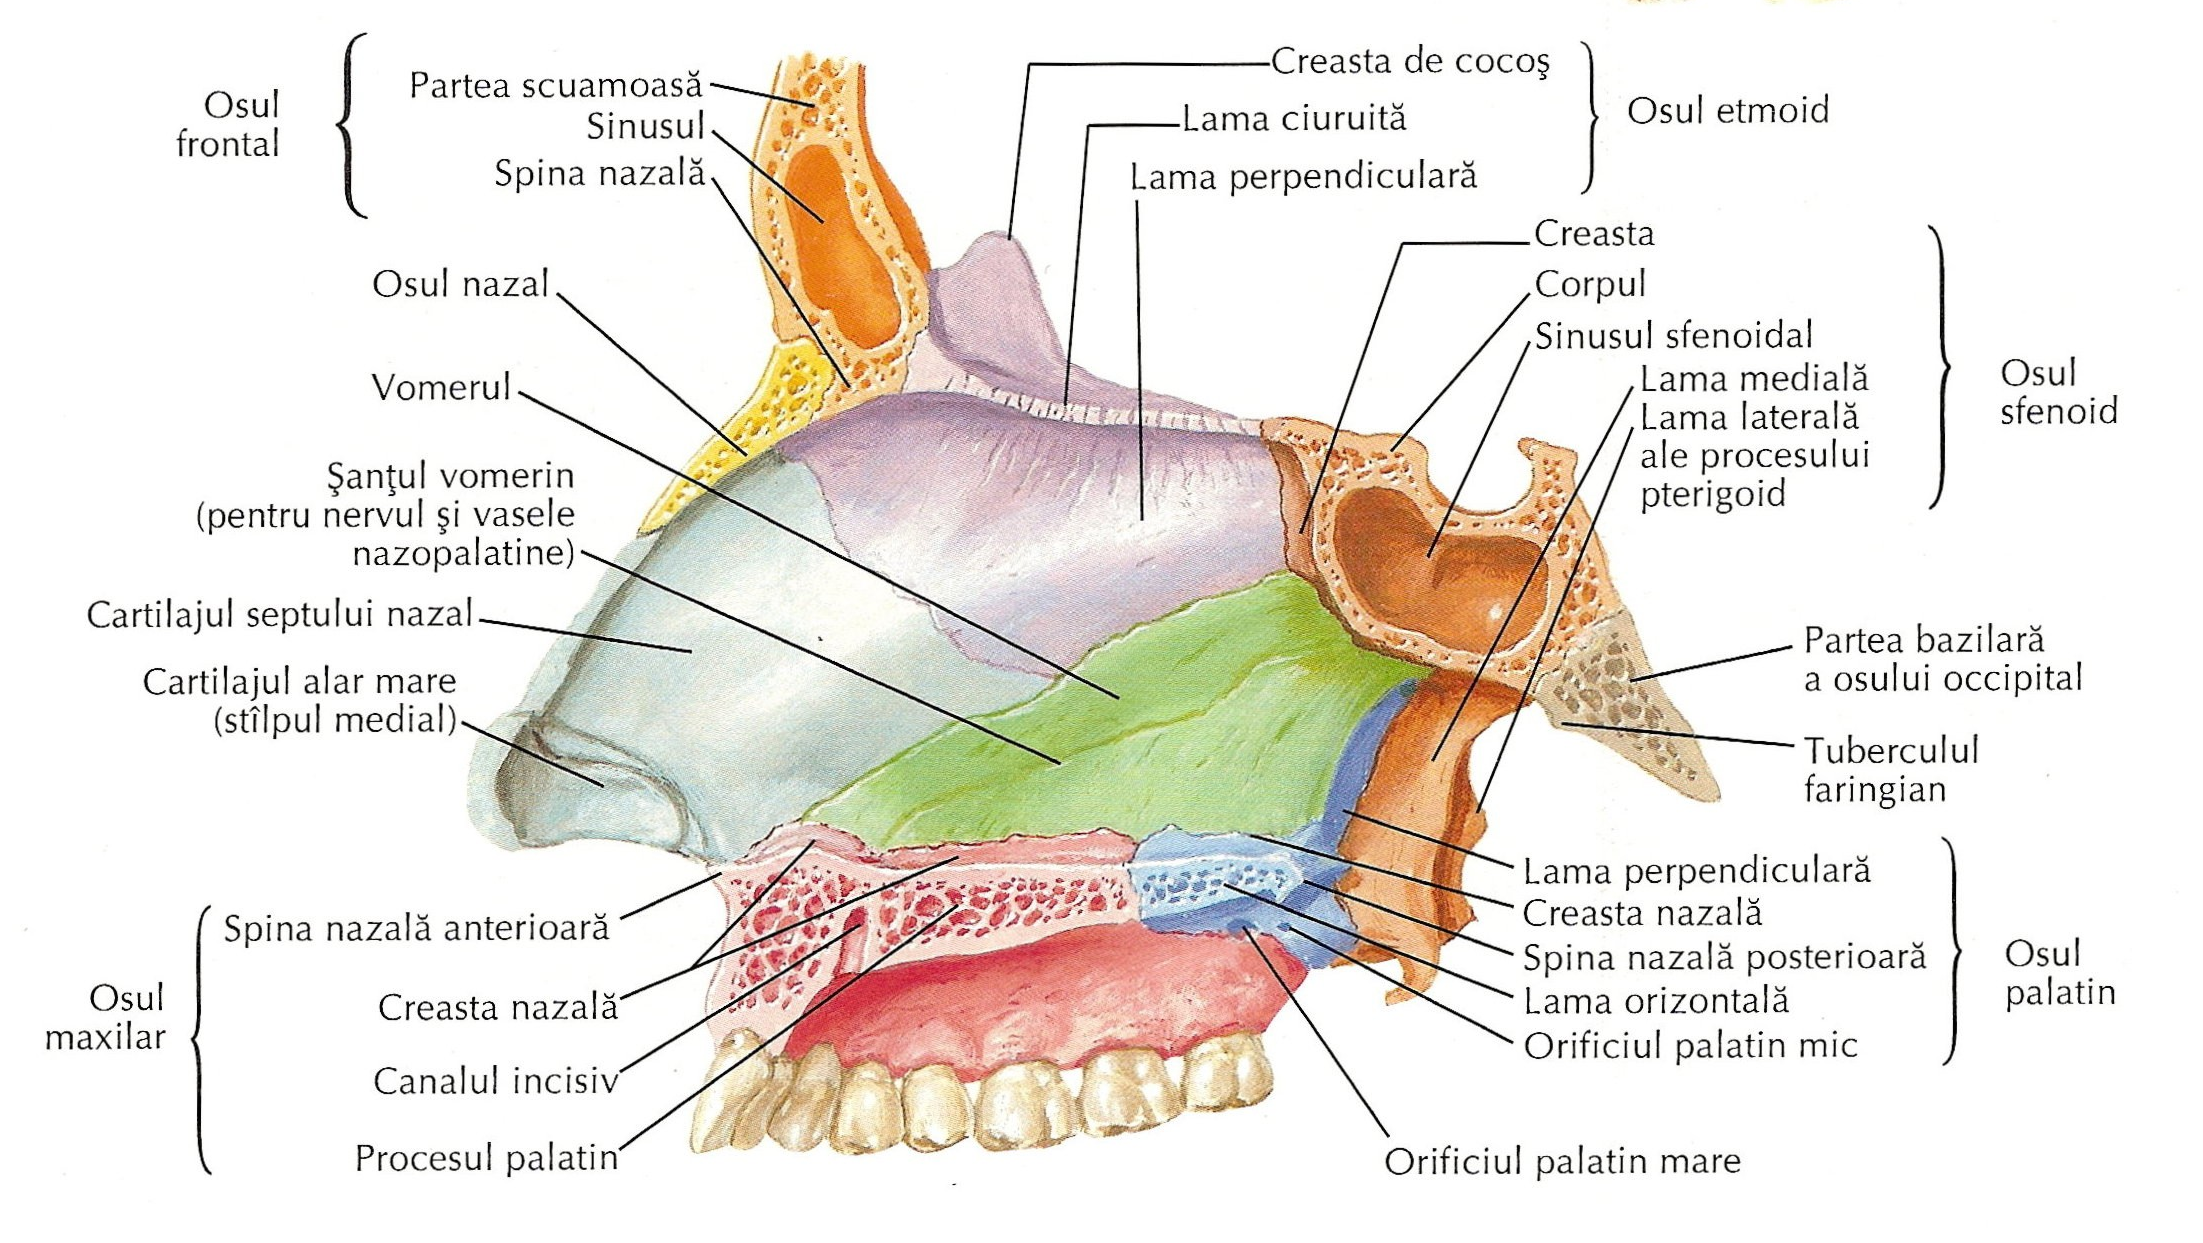 Osul
frontal
Partea scuamoasă
Sinusul
Spina nazală
Osul nazal
Vomerul
Şanţul vomerin
(pentru nervul şi vasele
nazopalatine)
Cartilajul septului nazal
Cartilajul alar mare
(stîlpul medial)
Osul
maxilar
Spina nazală anterioară
Creasta nazală
Canalul incisiv
Procesul palatin
Creasta de cocoş
Lama ciuruită
Lama perpendiculară
Osul etmoid
Creasta
Corpul
Sinusul sfenoidal
Lama medială
Lama laterală
ale procesului
pterigoid
Osul
sfenoid
Partea bazilară
a osului occipital
Tuberculul
faringian
Lama perpendiculară
Creasta nazală
Spina nazală posterioară
Lama orizontală
Orificiul palatin mic
Osul
palatin
Orificiul palatin mare